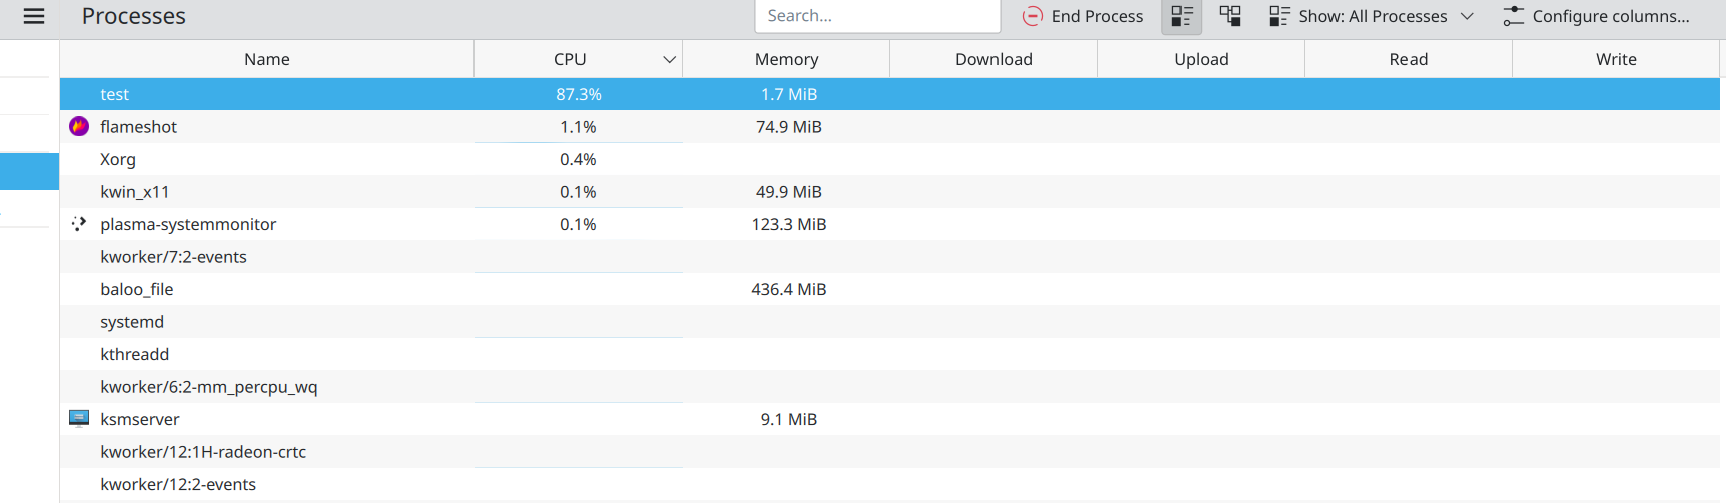 Processes Search... End Process Show: All Processes Configure columns...
Name CPU Memory Download Upload Read Write
test 87.3% 1.7 MiB
flameshot 1.1% 74.9 MiB
Xorg 0.4%
kwin_x11 0.1% 49.9 MiB
plasma-systemmonitor 0.1% 123.3 MiB
kworker/7:2-events
baloo_file 436.4 MiB
systemd
kthreadd
kworker/6:2-mm_percpu_wq
ksmserver 9.1 MiB
kworker/12:1H-radeon-crtc
kworker/12:2-events